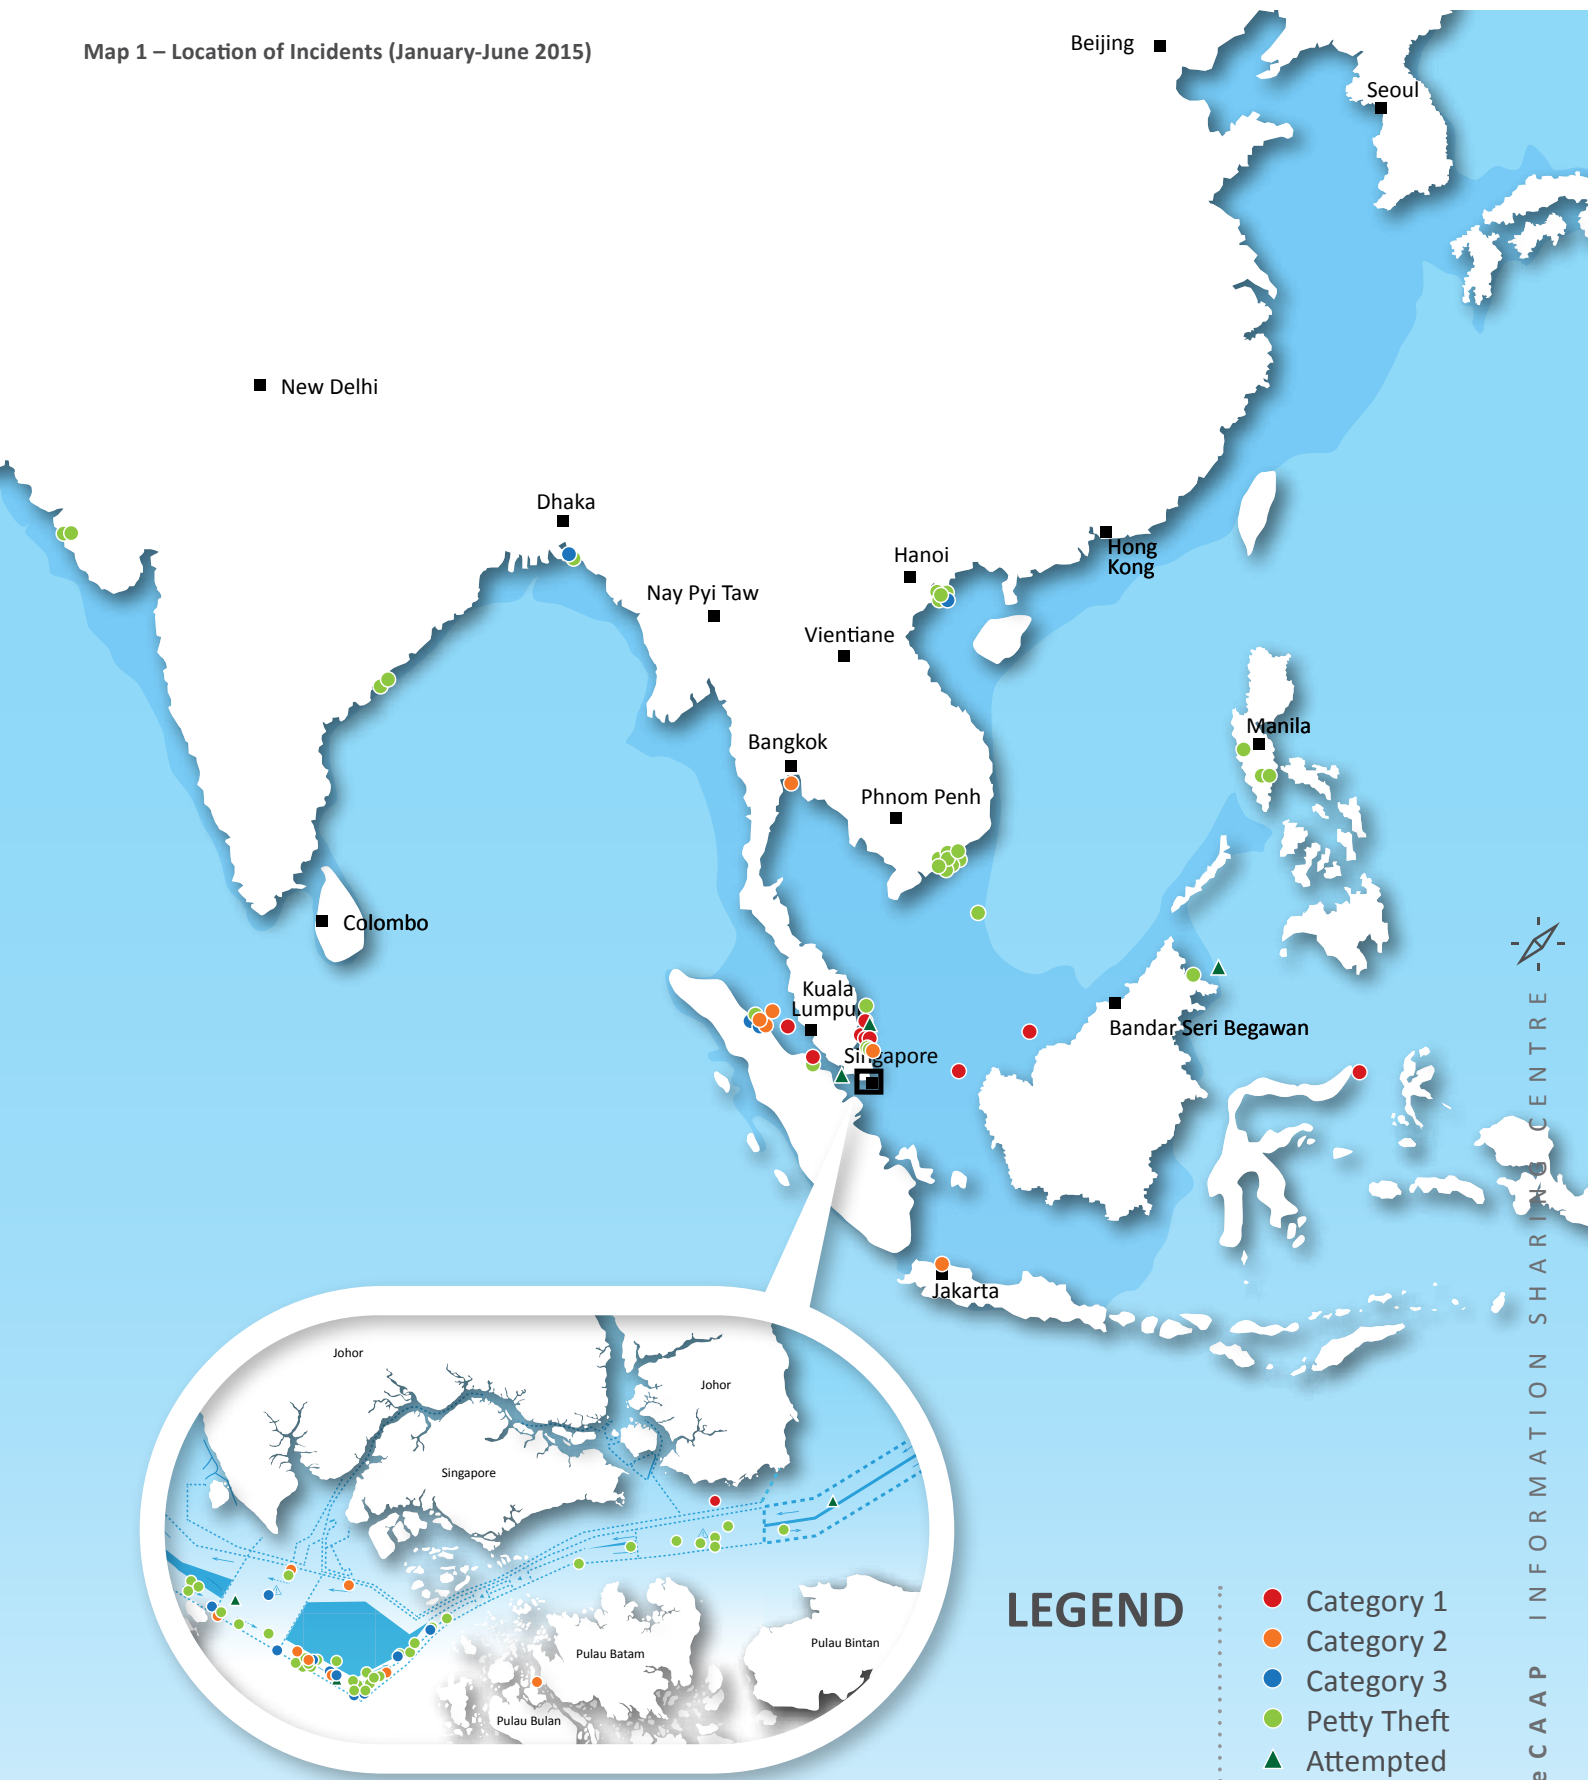 Map 1 – Location of Incidents (January-June 2015)
Beijing
Seoul
New Delhi
Dhaka
Hanoi
Hong
Kong
Nay Pyi Taw
Vientiane
Manila
Bangkok
Phnom Penh
Colombo
Kuala
Lumpu
Bandar Seri Begawan
Singapore
Jakarta
Johor
Johor
Singapore
Pulau Batam
Pulau Bintan
Pulau Bulan
LEGEND
Category 1
Category 2
Category 3
Petty Theft
Attempted
eCAAP INFORMATION SHARING CENTRE